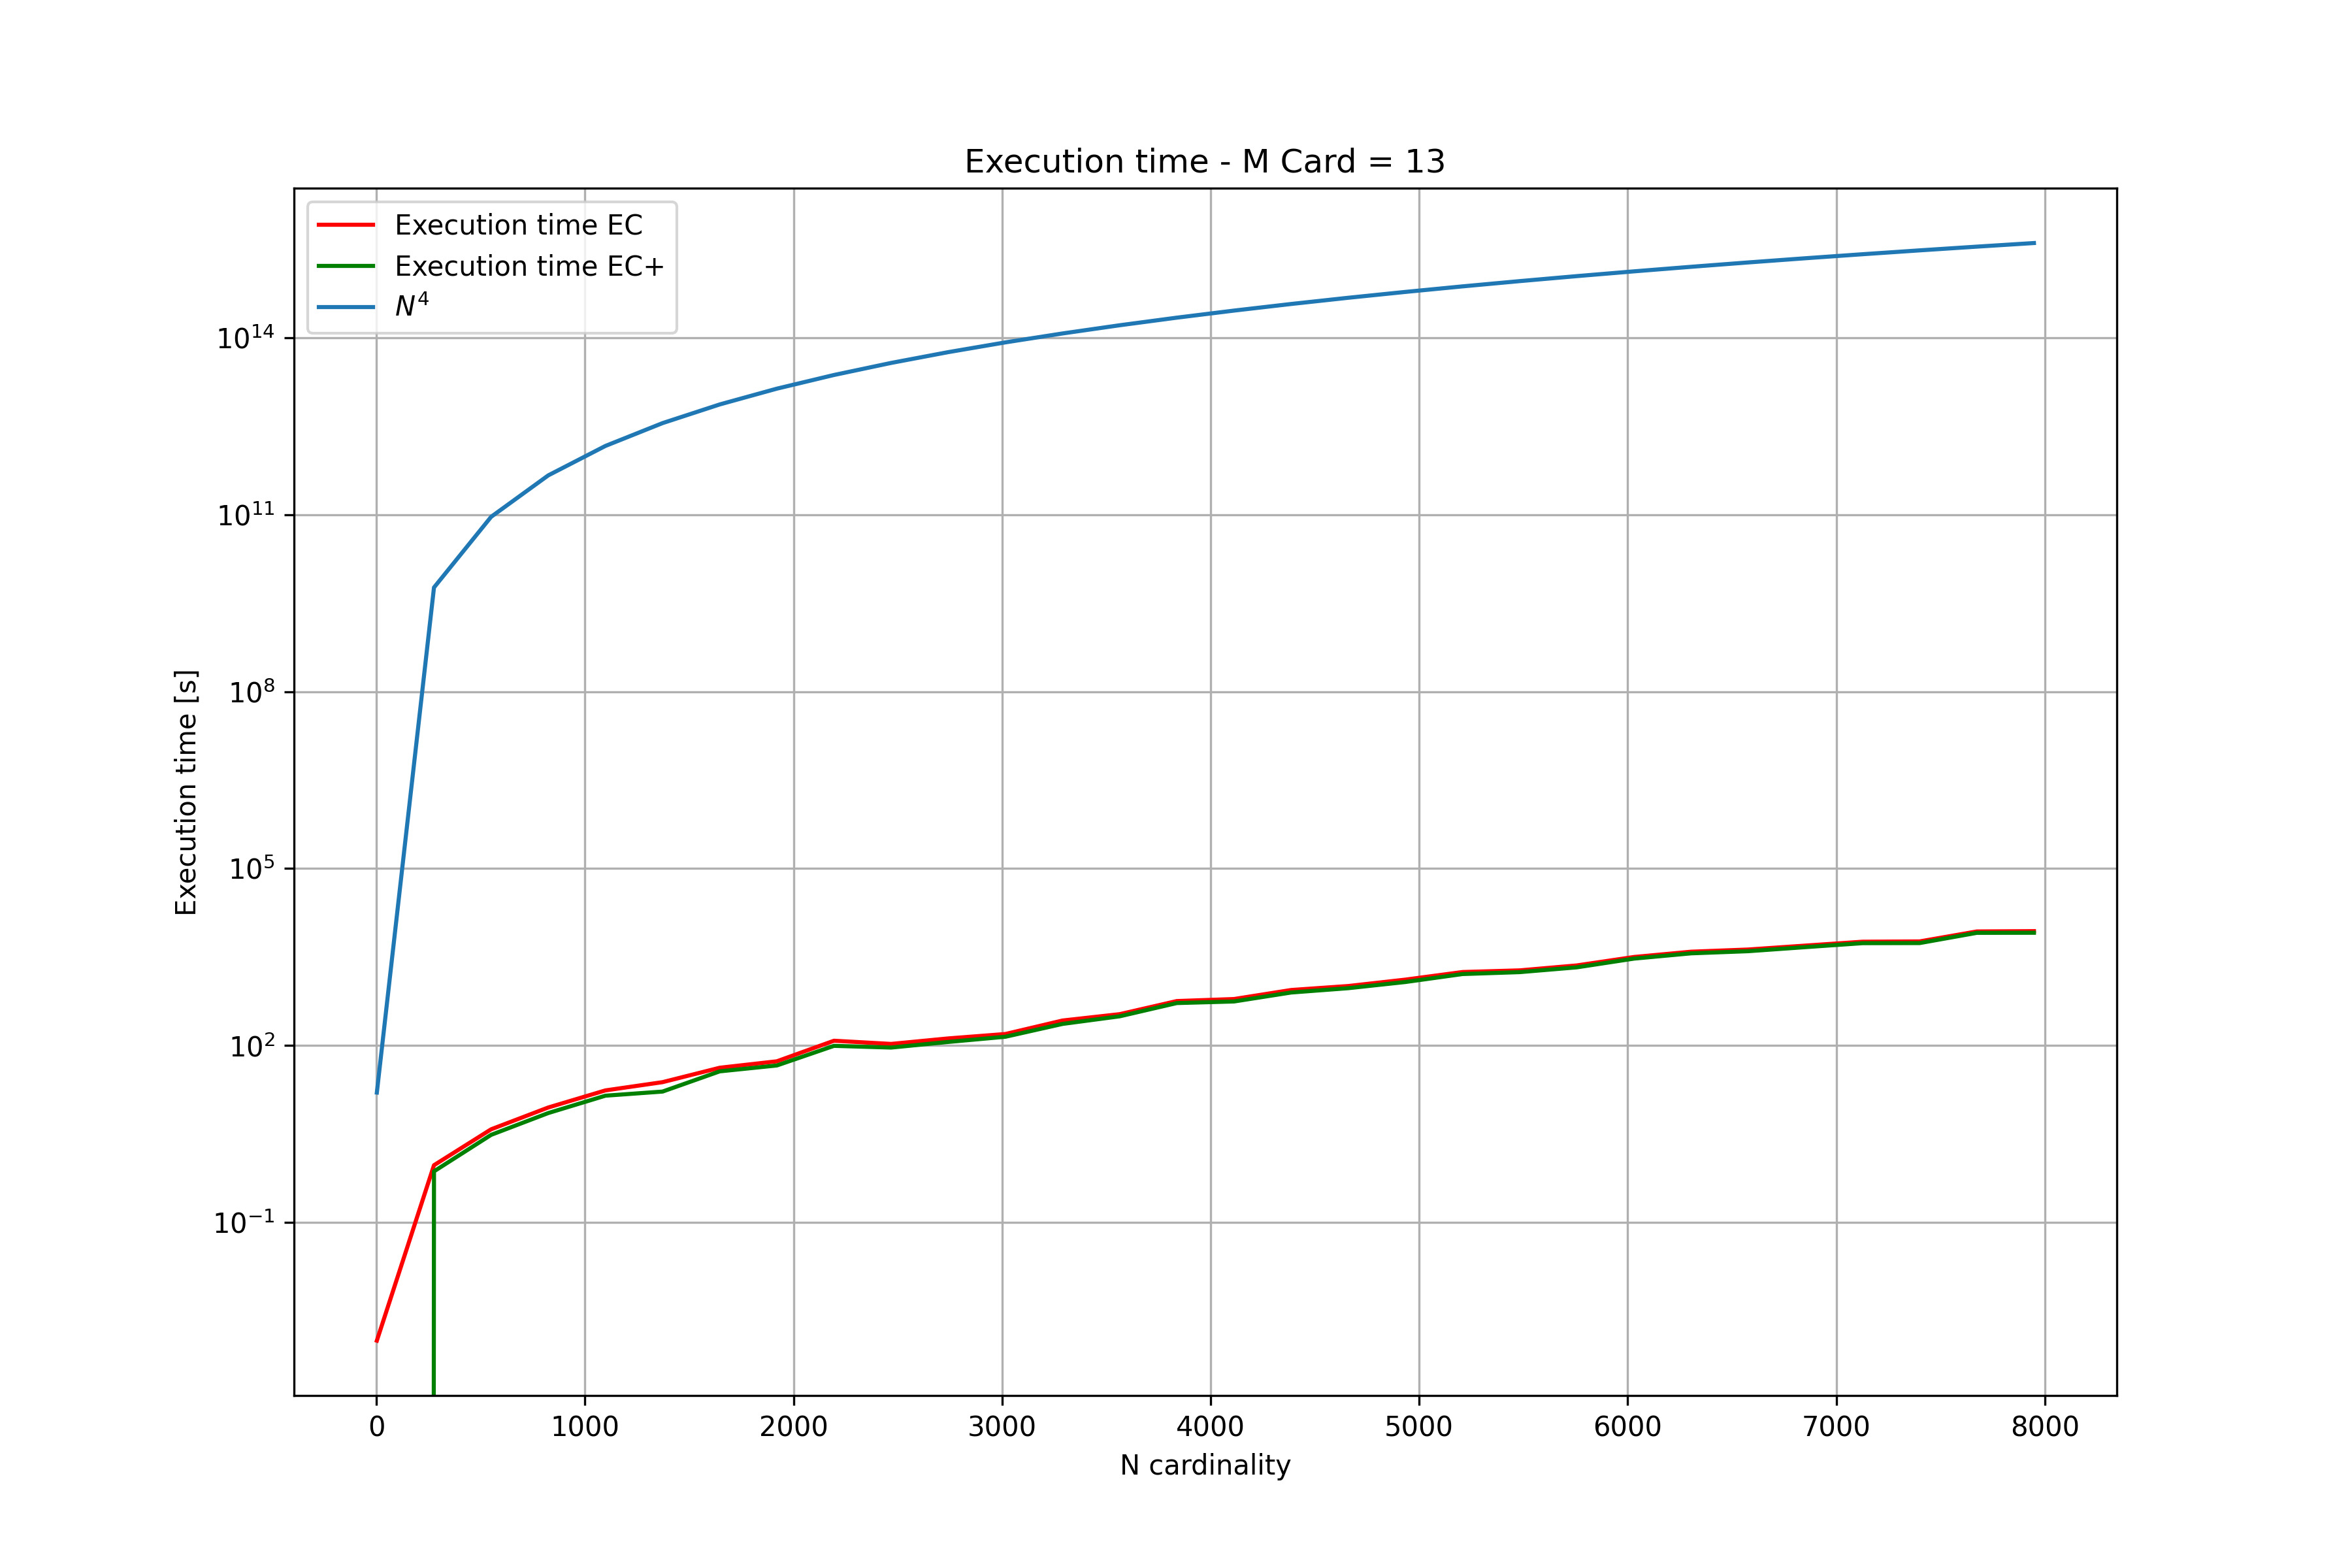 Execution time - M Card = 13
Execution time EC
Execution time EC+
N⁴
10¹⁴
10¹¹
10⁸
10⁵
10²
10⁻¹
Execution time [s]
0 1000 2000 3000 4000 5000 6000 7000 8000
N cardinality